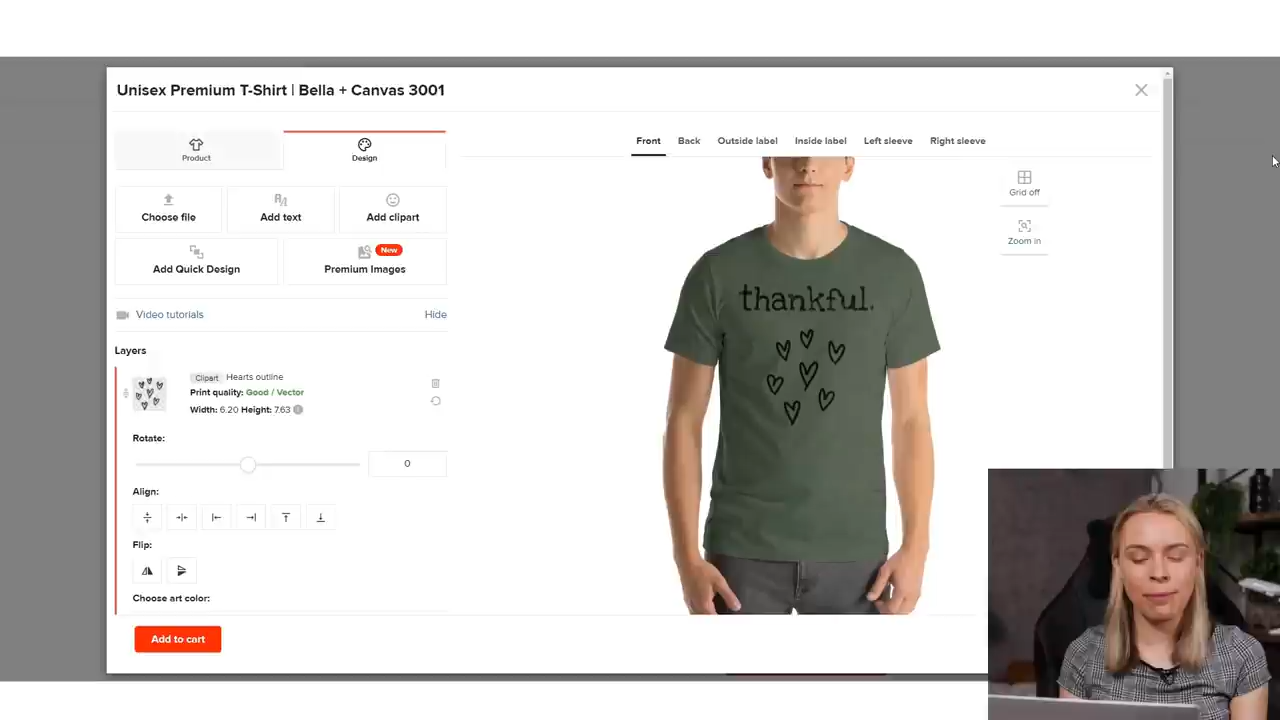 Unisex Premium T-Shirt | Bella + Canvas 3001
Product
Design
Front
Back
Outside label
Inside label
Left sleeve
Right sleeve
Choose file
Add text
Add clipart
Add Quick Design
New
Premium Images
Grid off
Zoom in
Video tutorials
Hide
thankful.
Layers
Clipart Hearts outline
Print quality: Good / Vector
Width: 6.20 Height: 7.63
Rotate:
0
Align:
Flip:
Choose art color:
Add to cart